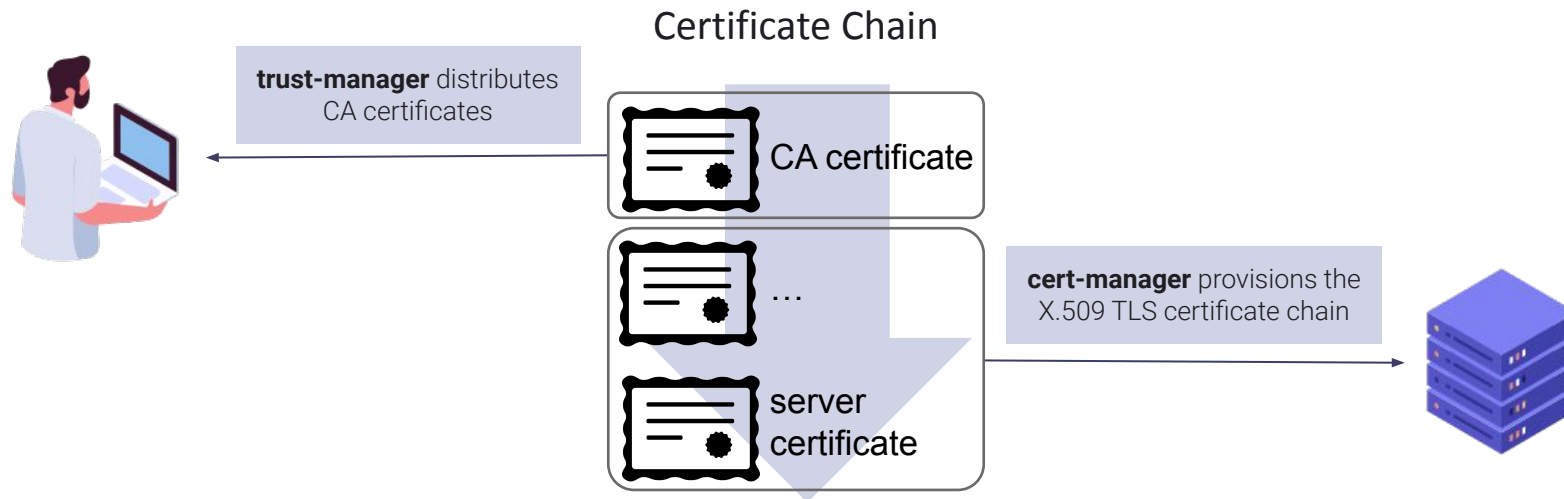 Certificate Chain
trust-manager distributes
CA certificates
CA certificate
...
cert-manager provisions the
X.509 TLS certificate chain
server
certificate